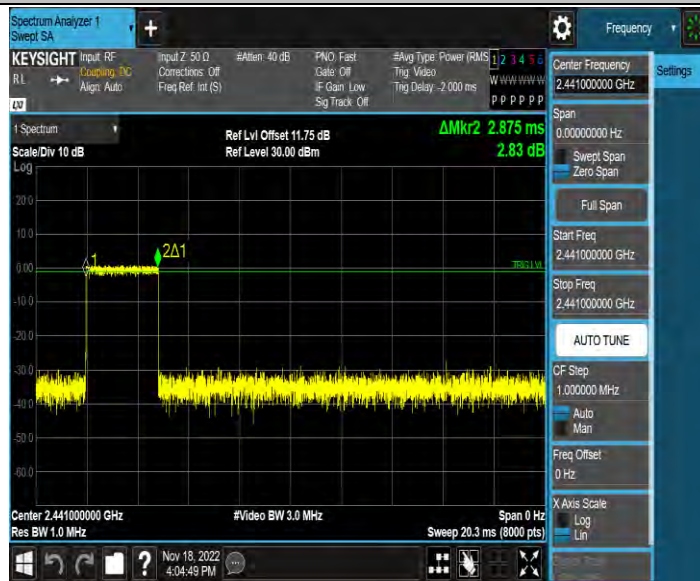 Spectrum Analyzer 1
Swept SA
+
Frequency
KEYSIGHT
R L
LXI
Input: RF
Coupling: DC
Align: Auto
Input Z: 50 Ω
Corrections: Off
Freq Ref: Int (S)
#Atten: 40 dB
PNO: Fast
Gate: Off
IF Gain: Low
Sig Track: Off
#Avg Type: Power (RMS
Trig: Video
Trig Delay: -2.000 ms
1 2 3 4 5 6
W WW WW W
P P P P P P
1 Spectrum
Scale/Div 10 dB
Log
Ref Lvl Offset 11.75 dB
Ref Level 30.00 dBm
ΔMkr2 2.875 ms
2.83 dB
20.0
10.0
0.00
-10.0
-20.0
-30.0
-40.0
-50.0
-60.0
1
2Δ1
TRIG LVL
Center 2.441000000 GHz
Res BW 1.0 MHz
#Video BW 3.0 MHz
Span 0 Hz
Sweep 20.3 ms (8000 pts)
Center Frequency
2.441000000 GHz
Settings
Span
0.00000000 Hz
Swept Span
Zero Span
Full Span
Start Freq
2.441000000 GHz
Stop Freq
2.441000000 GHz
AUTO TUNE
CF Step
1.000000 MHz
Auto
Man
Freq Offset
0 Hz
X Axis Scale
Log
Lin
?
Nov 18, 2022
4:04:49 PM